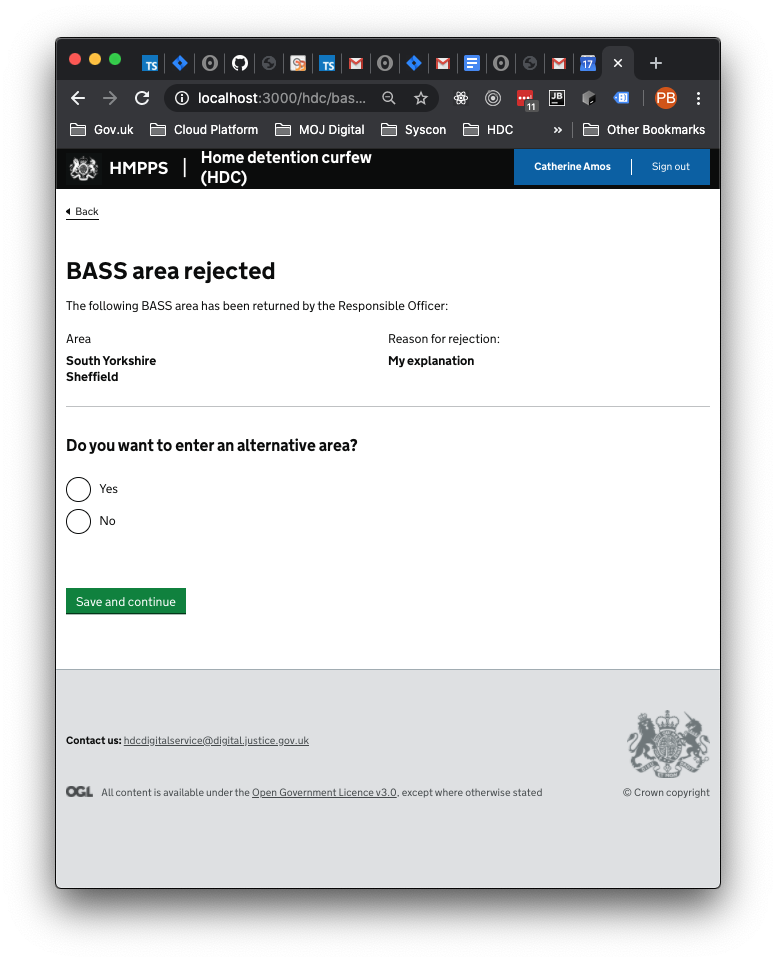 TS
TS
17
localhost:3000/hdc/bas...
11
JB
PB
Gov.uk
Cloud Platform
MOJ Digital
Syscon
HDC
»
Other Bookmarks
HMPPS
Home detention curfew
(HDC)
Catherine Amos
Sign out
Back
BASS area rejected
The following BASS area has been returned by the Responsible Officer:
Area
Reason for rejection:
South Yorkshire
My explanation
Sheffield
Do you want to enter an alternative area?
Yes
No
Save and continue
Contact us: hdcdigitalservice@digital.justice.gov.uk
OGL All content is available under the Open Government Licence v3.0, except where otherwise stated
© Crown copyright